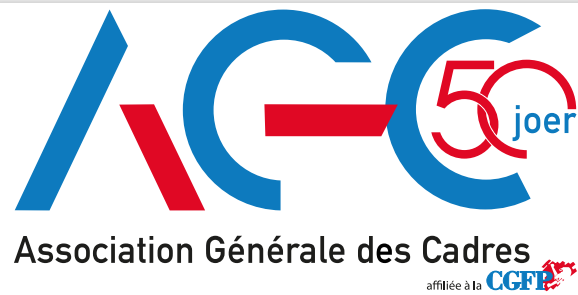 AGC
50
joer
Association Générale des Cadres
affiliée à la CGFP